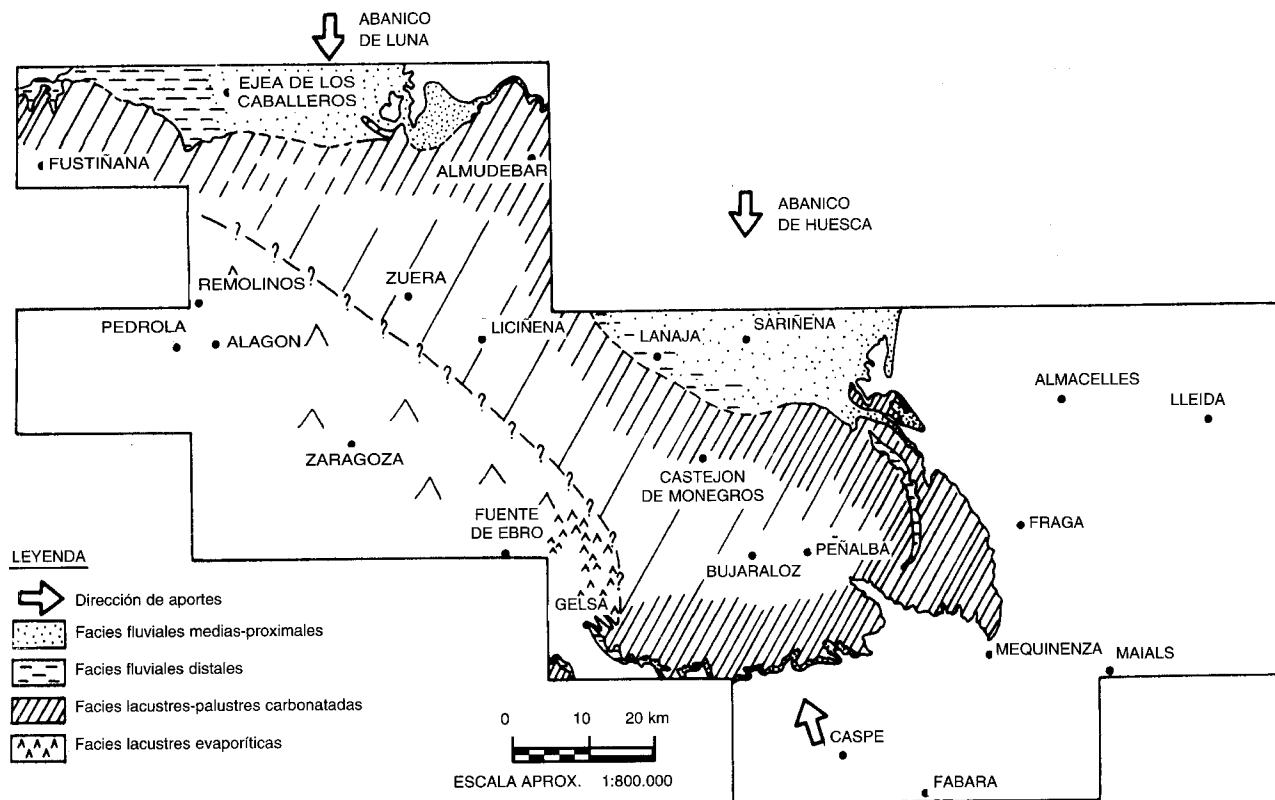 ABANICO
DE LUNA
EJEA DE LOS
CABALLEROS
FUSTIÑANA
ALMUDEBAR
ABANICO
DE HUESCA
REMOLINOS
ZUERA
PEDROLA
ALAGON
LICIÑENA
LANAJA
SARIÑENA
ALMACELLES
LLEIDA
ZARAGOZA
CASTEJON
DE MONEGROS
FUENTE
DE EBRO
FRAGA
PEÑALBA
BUJARALOZ
GELSA
MEQUINENZA
MAIALS
CASPE
FABARA
? ? ? ? ? ? ? ? ? ? ? ? ? ?
LEYENDA
Dirección de aportes
Facies fluviales medias-proximales
Facies fluviales distales
Facies lacustres-palustres carbonatadas
Facies lacustres evaporíticas
0 10 20 km
ESCALA APROX. 1:800.000